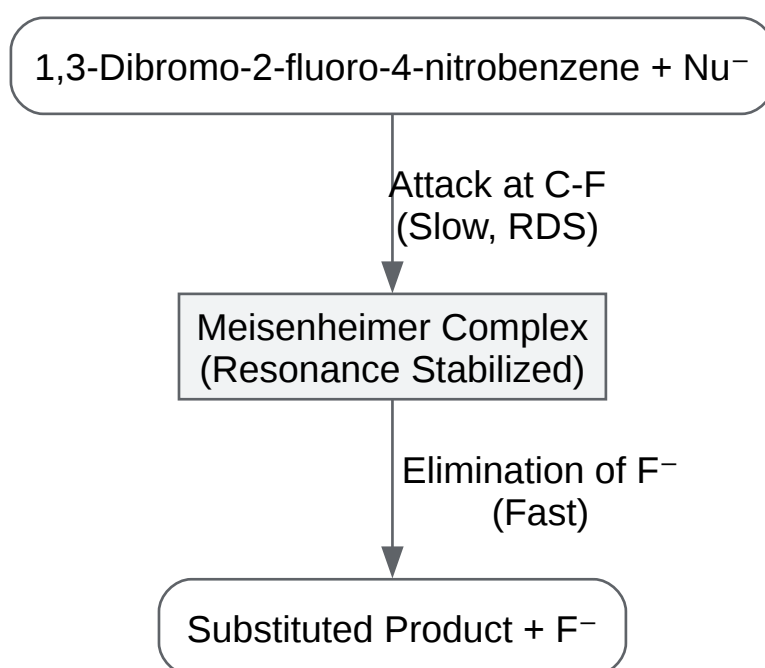 1,3-Dibromo-2-fluoro-4-nitrobenzene + Nu⁻
Attack at C-F
(Slow, RDS)
Meisenheimer Complex
(Resonance Stabilized)
Elimination of F⁻
(Fast)
Substituted Product + F⁻